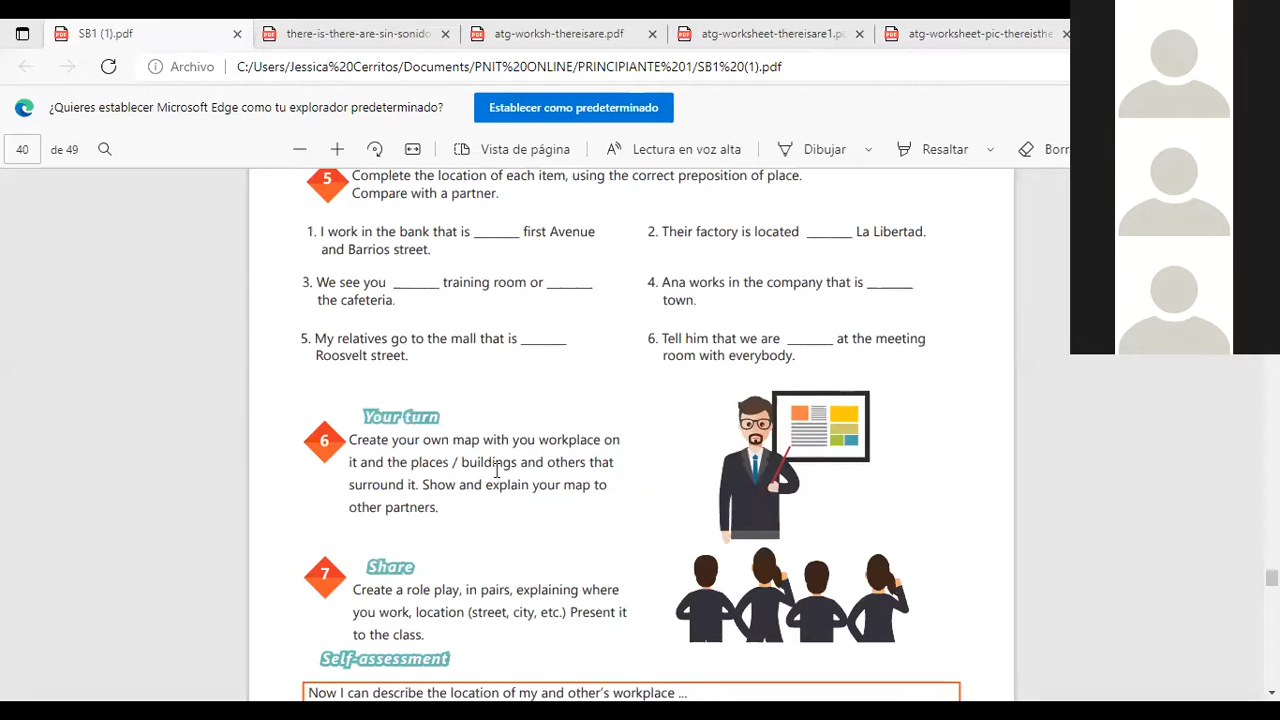 SB1 (1).pdf
there-is-there-are-sin-sonido
atg-worksh-thereisare.pdf
atg-worksheet-thereisare1.p
atg-worksheet-pic-thereisthe
Archivo
C:/Users/Jessica%20Cerritos/Documents/PNIT%20ONLINE/PRINCIPIANTE%201/SB1%20(1).pdf
¿Quieres establecer Microsoft Edge como tu explorador predeterminado?
Establecer como predeterminado
40 de 49
Vista de página
Lectura en voz alta
Dibujar
Resaltar
Borr
5 Complete the location of each item, using the correct preposition of place.
Compare with a partner.
1. I work in the bank that is _______ first Avenue
and Barrios street.
2. Their factory is located _______ La Libertad.
3. We see you _______ training room or _______
the cafeteria.
4. Ana works in the company that is _______
town.
5. My relatives go to the mall that is _______
Roosvelt street.
6. Tell him that we are _______ at the meeting
room with everybody.
Your turn
6 Create your own map with you workplace on
it and the places / buildings and others that
surround it. Show and explain your map to
other partners.
Share
7 Create a role play, in pairs, explaining where
you work, location (street, city, etc.) Present it
to the class.
Self-assessment
Now I can describe the location of my and other's workplace ...